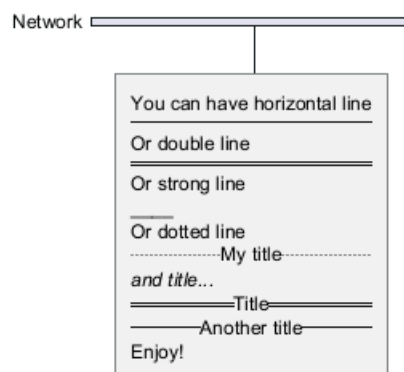 Network
You can have horizontal line
Or double line
Or strong line
____
Or dotted line
My title
and title...
Title
Another title
Enjoy!